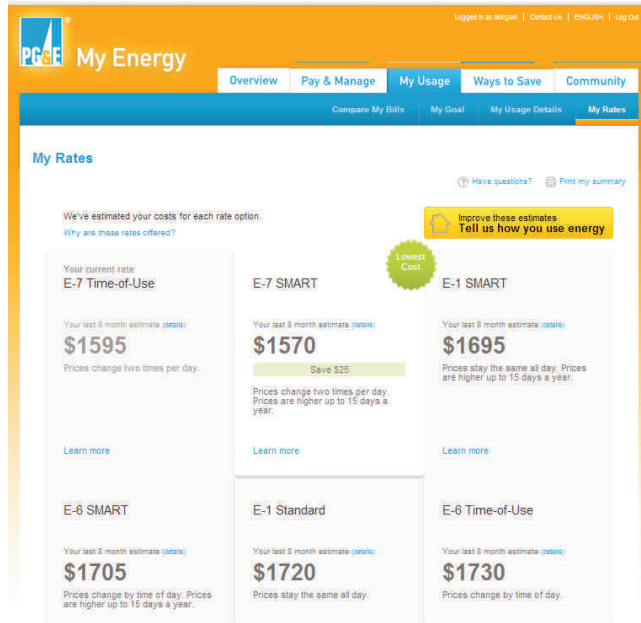 Logged in as | Contact Us | ENGLISH | Log Out
PG&E
®
My Energy
Overview
Pay & Manage
My Usage
Ways to Save
Community
Compare My Bills
My Goal
My Usage Details
My Rates
My Rates
Have questions?
Print my summary
We've estimated your costs for each rate option.
Why are these rates offered?
Improve these estimates
Tell us how you use energy
Your current rate
E-7 Time-of-Use
Your last 8 month estimate (details)
$1595
Prices change two times per day.
Learn more
Lowest
Cost
E-7 SMART
Your last 8 month estimate (details)
$1570
Save $25
Prices change two times per day.
Prices are higher up to 15 days a
year.
Learn more
E-1 SMART
Your last 8 month estimate (details)
$1695
Prices stay the same all day. Prices
are higher up to 15 days a year.
Learn more
E-6 SMART
Your last 8 month estimate (details)
$1705
Prices change by time of day. Prices
are higher up to 15 days a year.
E-1 Standard
Your last 8 month estimate (details)
$1720
Prices stay the same all day.
E-6 Time-of-Use
Your last 8 month estimate (details)
$1730
Prices change by time of day.